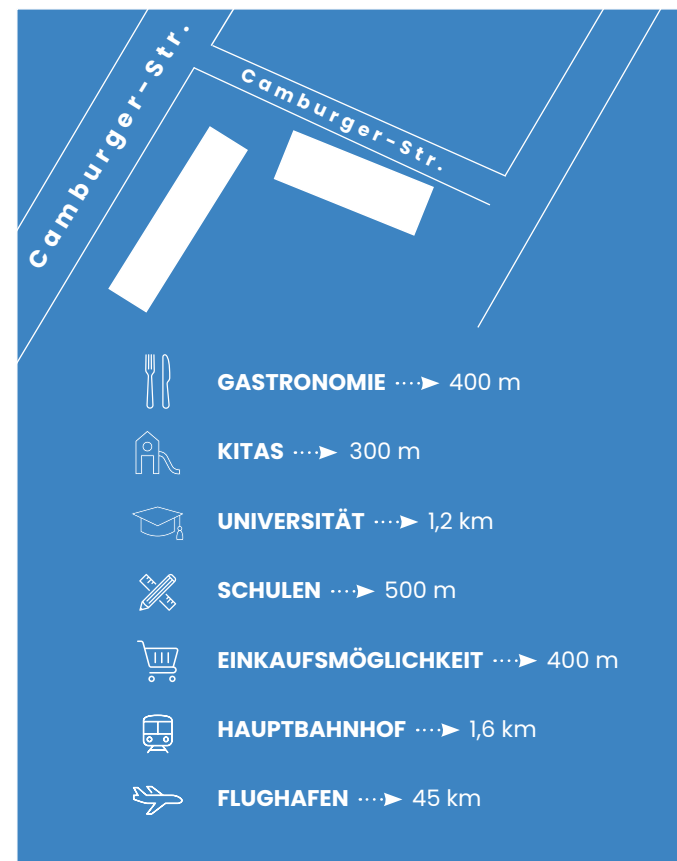 Camburger-Str.
Camburger-Str.
GASTRONOMIE ····➤ 400 m
KITAS ····➤ 300 m
UNIVERSITÄT ····➤ 1,2 km
SCHULEN ····➤ 500 m
EINKAUFSMÖGLICHKEIT ····➤ 400 m
HAUPTBAHNHOF ····➤ 1,6 km
FLUGHAFEN ····➤ 45 km